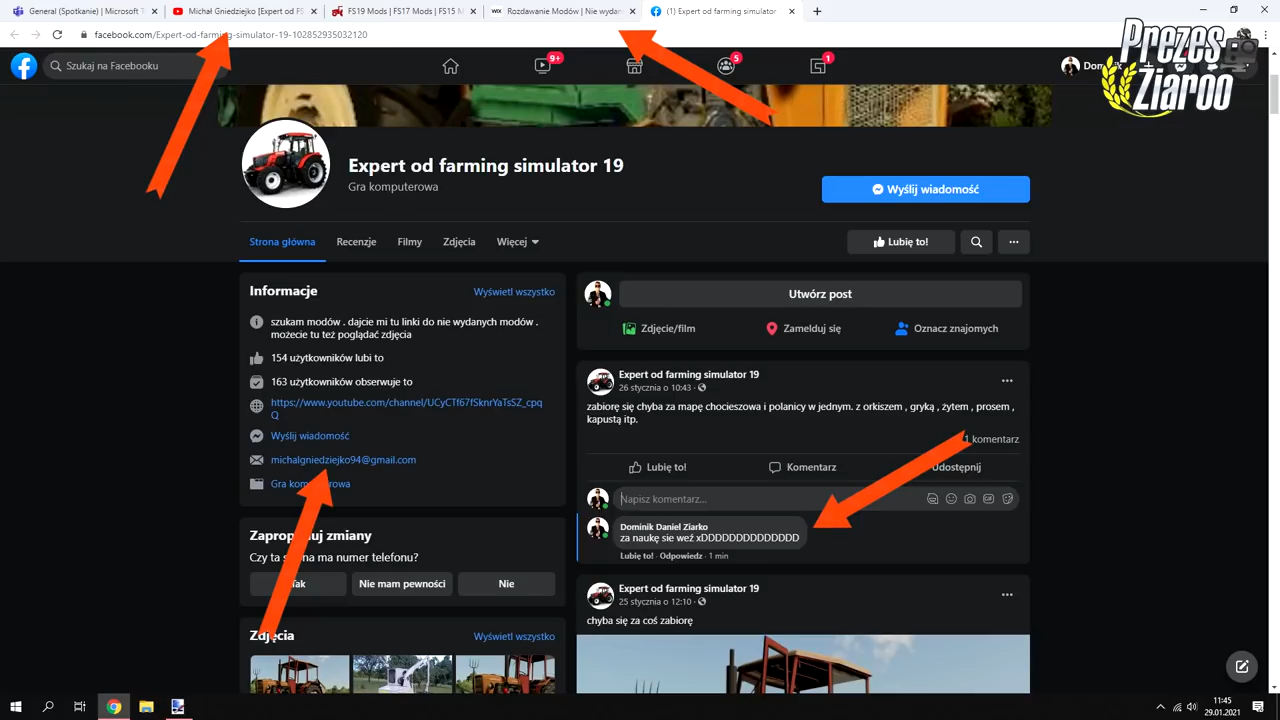 General (Spotkanie) | Microsoft T
Michał Gniedziejko [Expert od FS
FS19 Mods | FS17 Mods | FS15 M
WIX
Rozdawanie Modów | Nie wydan
(1) Expert od farming simulator
facebook.com/Expert-od-farming-simulator-19-102852935032120
Prezes
Ziaroo
Szukaj na Facebooku
9+
5
1
Expert od farming simulator 19
Gra komputerowa
Wyślij wiadomość
Strona główna
Recenzje
Filmy
Zdjęcia
Więcej
Lubię to!
Informacje
Wyświetl wszystko
szukam modów . dajcie mi tu linki do nie wydanych modów .
możecie tu też poglądać zdjęcia
154 użytkowników lubi to
163 użytkowników obserwuje to
https://www.youtube.com/channel/UCyCTf67fSknrYaTsSZ_cpq
Q
Wyślij wiadomość
michalgniedziejko94@gmail.com
Gra komputerowa
Zaproponuj zmiany
Czy ta strona ma numer telefonu?
Tak
Nie mam pewności
Nie
Zdjęcia
Wyświetl wszystko
Utwórz post
Zdjęcie/film
Zamelduj się
Oznacz znajomych
Expert od farming simulator 19
26 stycznia o 10:43 ·
zabiorę się chyba za mapę chocieszowa i polanicy w jednym. z orkiszem , gryką , żytem , prosem ,
kapustą itp.
1 komentarz
Lubię to!
Komentarz
Udostępnij
Napisz komentarz...
Dominik Daniel Ziarko
za naukę sie weź xDDDDDDDDDDDDDD
Lubię to! · Odpowiedz · 1 min
Expert od farming simulator 19
25 stycznia o 12:10 ·
chyba się za coś zabiorę
11:45
29.01.2021